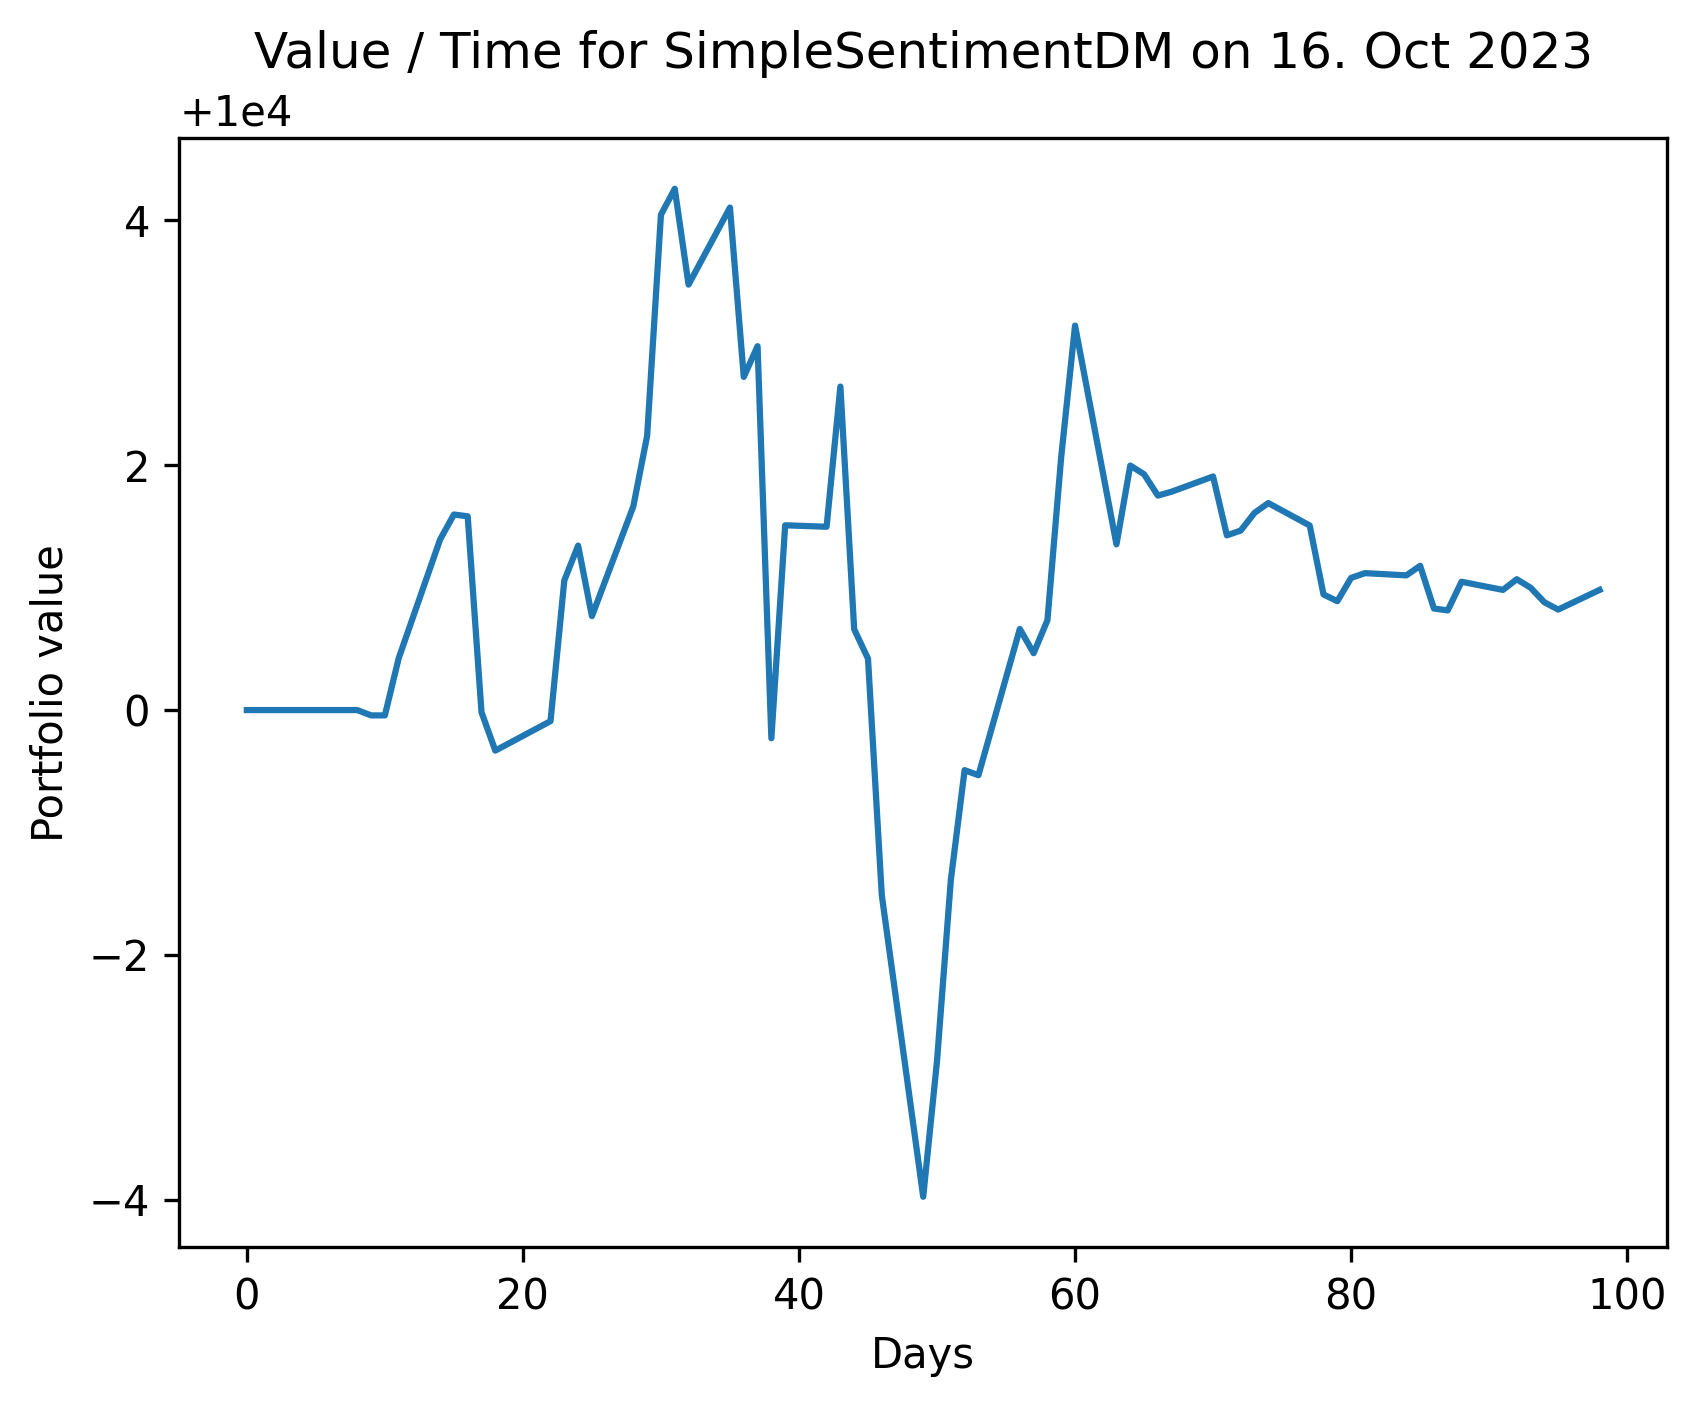 Value / Time for SimpleSentimentDM on 16. Oct 2023
+1e4
4
2
0
−2
−4
Portfolio value
0 20 40 60 80 100
Days